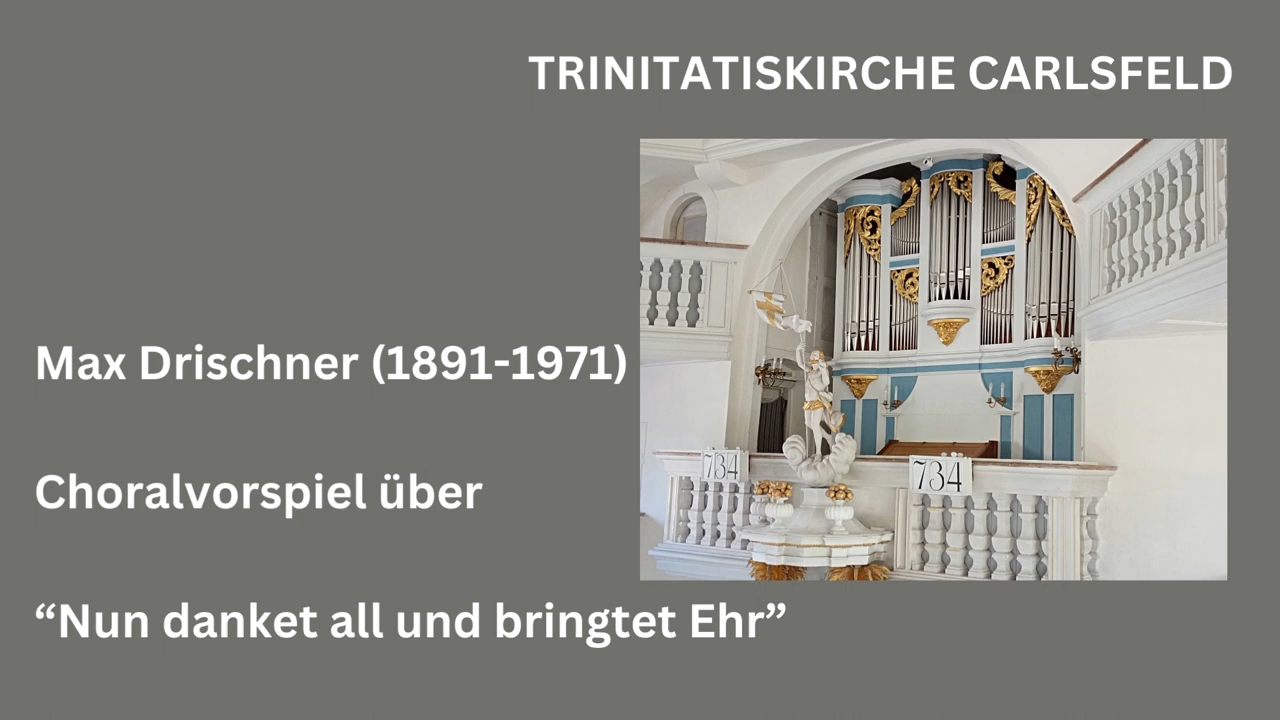 TRINITATISKIRCHE CARLSFELD
Max Drischner (1891-1971)
734
734
Choralvorspiel über
“Nun danket all und bringtet Ehr”